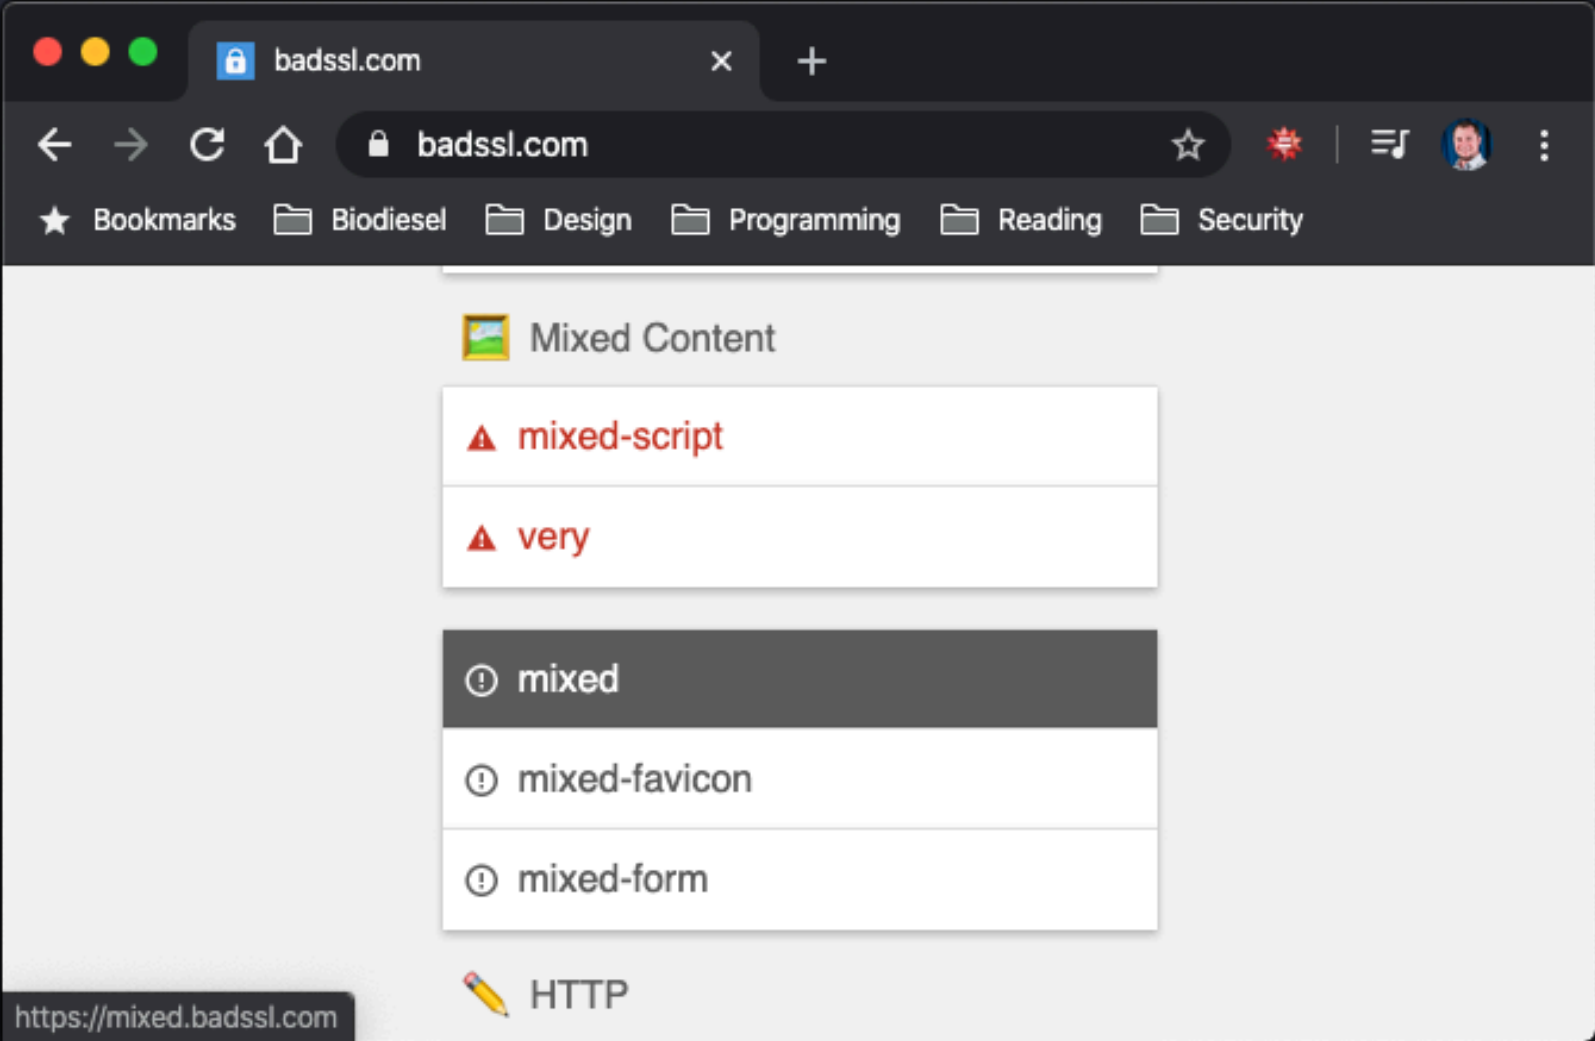 badssl.com
badssl.com
Bookmarks Biodiesel Design Programming Reading Security
Mixed Content
mixed-script
very
mixed
mixed-favicon
mixed-form
HTTP
https://mixed.badssl.com